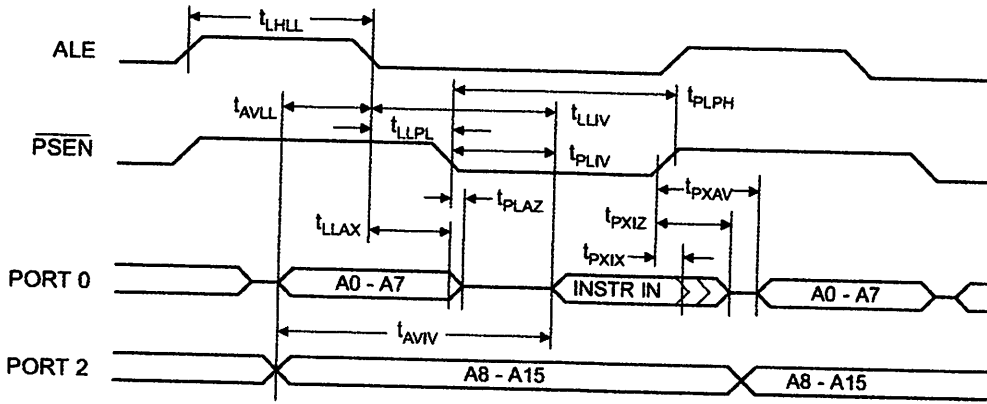 tLHLL
ALE
tPLPH
tAVLL
tLLIV
tLLPL
PSEN
tPLIV
tPXAV
tPLAZ
tPXIZ
tLLAX
tPXIX
PORT 0
A0 - A7
INSTR IN
A0 - A7
tAVIV
PORT 2
A8 - A15
A8 - A15